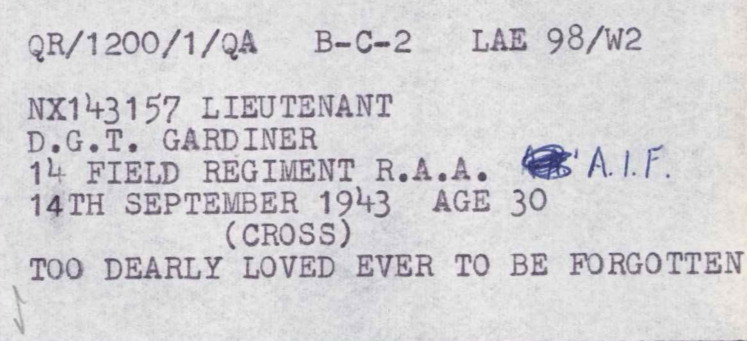 QR/1200/1/QA B-C-2 LAE 98/W2
NX143157 LIEUTENANT
D.G.T. GARDINER
14 FIELD REGIMENT R.A.A. A.I.F.
14TH SEPTEMBER 1943 AGE 30
(CROSS)
TOO DEARLY LOVED EVER TO BE FORGOTTEN